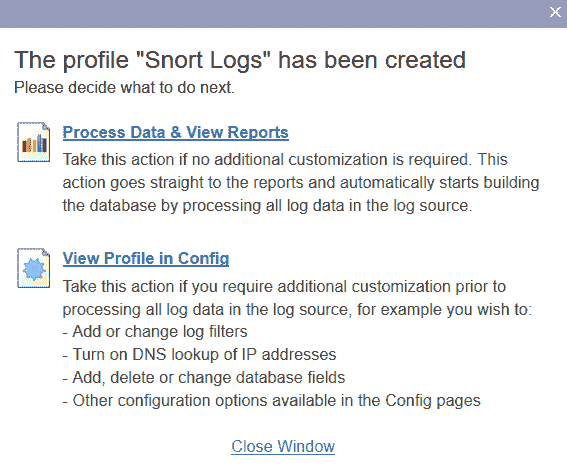 The profile "Snort Logs" has been created
Please decide what to do next.
Process Data & View Reports
Take this action if no additional customization is required. This
action goes straight to the reports and automatically starts building
the database by processing all log data in the log source.
View Profile in Config
Take this action if you require additional customization prior to
processing all log data in the log source, for example you wish to:
- Add or change log filters
- Turn on DNS lookup of IP addresses
- Add, delete or change database fields
- Other configuration options available in the Config pages
Close Window